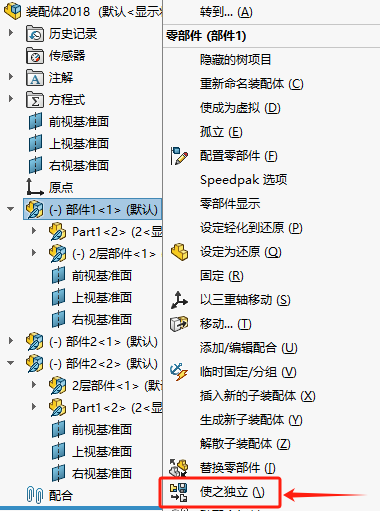 装配体2018 (默认<显示
历史记录
传感器
注解
方程式
前视基准面
上视基准面
右视基准面
原点
(-) 部件1<1> (默认)
Part1<2> (2<显
(-) 2层部件<1>
前视基准面
上视基准面
右视基准面
(-) 部件2<1> (默认)
(-) 部件2<2> (默认)
2层部件<1> (默
Part1<2> (2<显
前视基准面
上视基准面
右视基准面
配合
转到... (A)
零部件 (部件1)
隐藏的树项目
重新命名装配体 (C)
使成为虚拟 (D)
孤立 (E)
配置零部件 (F)
Speedpak 选项
零部件显示
设定轻化到还原 (P)
设定为还原 (Q)
固定 (R)
以三重轴移动 (S)
移动... (T)
添加/编辑配合 (U)
临时固定/分组 (V)
插入新的子装配体 (X)
生成新子装配体 (Y)
解散子装配体 (Z)
替换零部件 ([)
使之独立 (\)